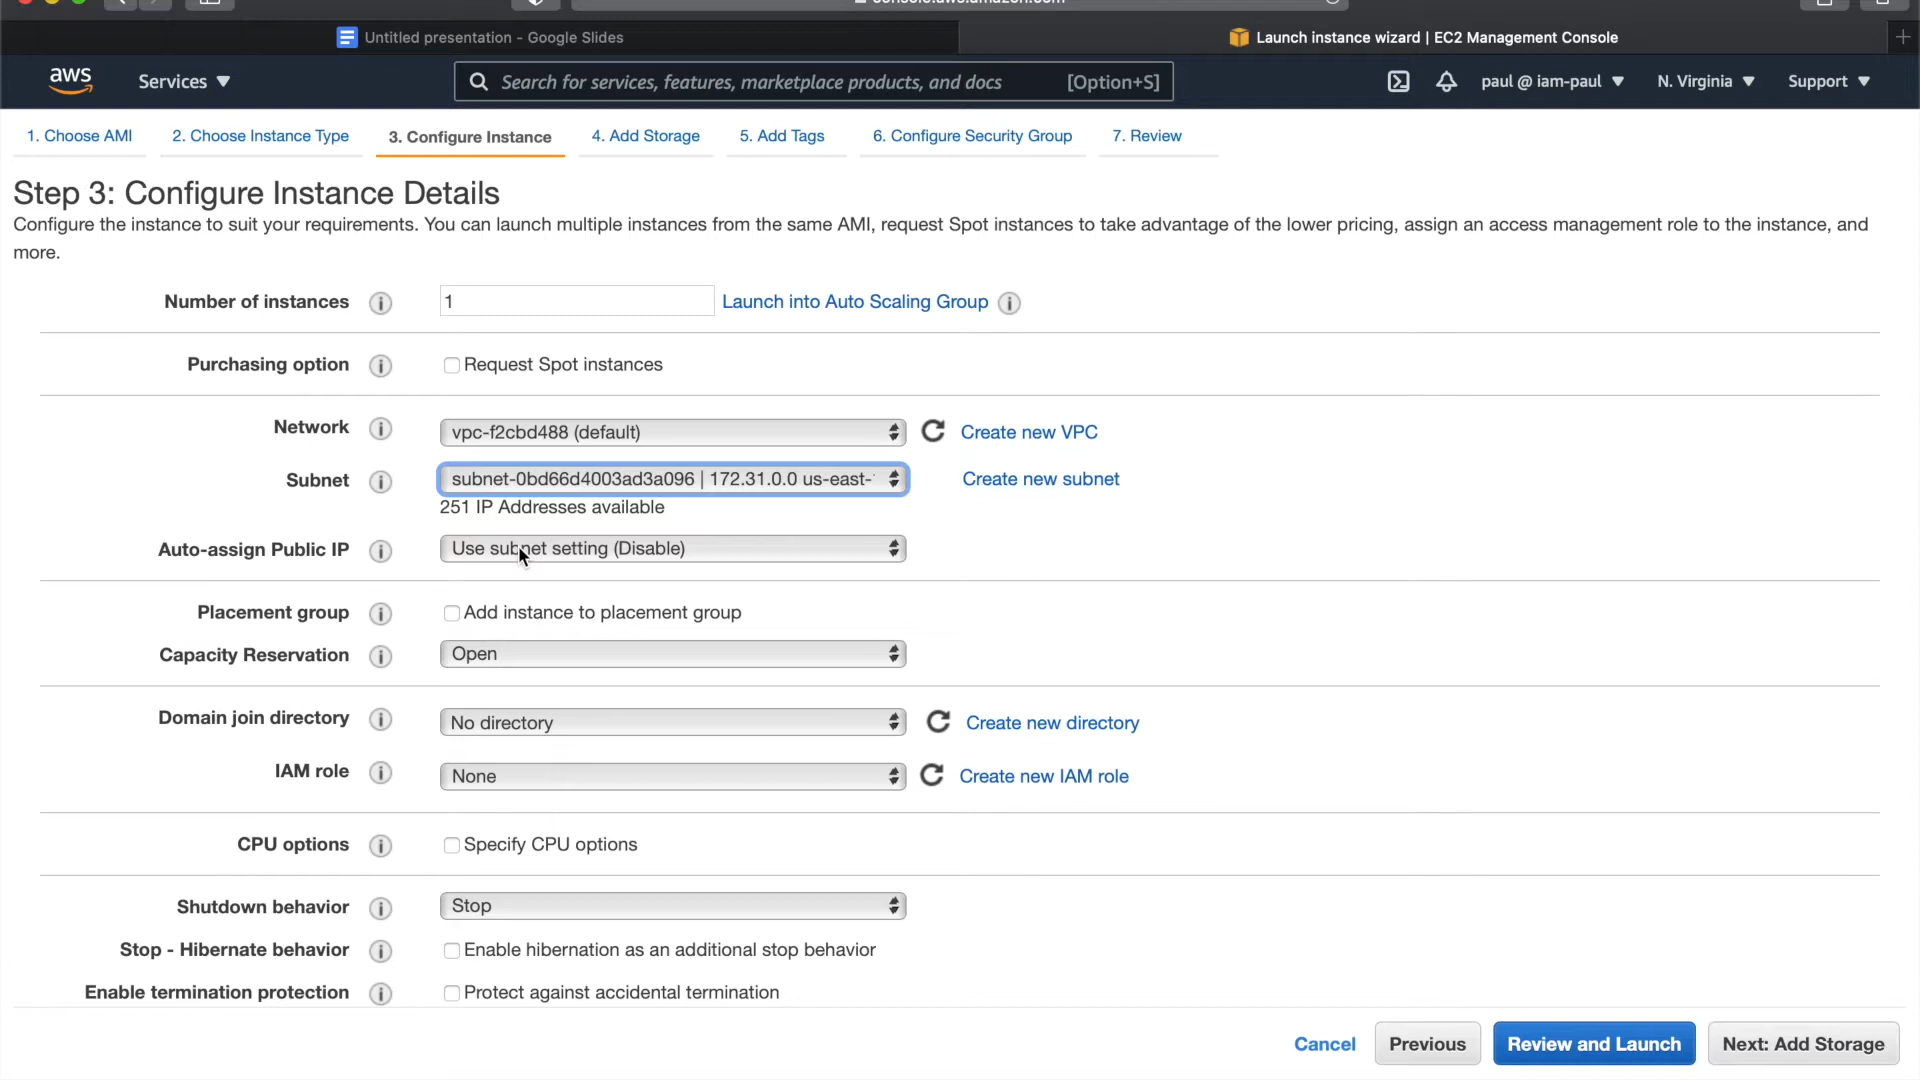 Untitled presentation - Google Slides
Launch instance wizard | EC2 Management Console
aws
Services
Search for services, features, marketplace products, and docs
[Option+S]
paul @ iam-paul
N. Virginia
Support
1. Choose AMI
2. Choose Instance Type
3. Configure Instance
4. Add Storage
5. Add Tags
6. Configure Security Group
7. Review
Step 3: Configure Instance Details
Configure the instance to suit your requirements. You can launch multiple instances from the same AMI, request Spot instances to take advantage of the lower pricing, assign an access management role to the instance, and
more.
Number of instances
1
Launch into Auto Scaling Group
Purchasing option
Request Spot instances
Network
vpc-f2cbd488 (default)
Create new VPC
Subnet
subnet-0bd66d4003ad3a096 | 172.31.0.0 us-east-
Create new subnet
251 IP Addresses available
Auto-assign Public IP
Use subnet setting (Disable)
Placement group
Add instance to placement group
Capacity Reservation
Open
Domain join directory
No directory
Create new directory
IAM role
None
Create new IAM role
CPU options
Specify CPU options
Shutdown behavior
Stop
Stop - Hibernate behavior
Enable hibernation as an additional stop behavior
Enable termination protection
Protect against accidental termination
Cancel
Previous
Review and Launch
Next: Add Storage